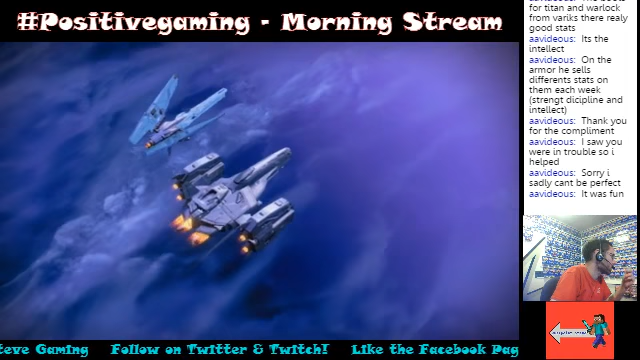 #Positivegaming - Morning Stream
for titan and warlock
from variks there realy
good stats
aavideous: Its the
intellect
aavideous: On the
armor he sells
differents stats on
them each week
(strengt dicipline and
intellect)
aavideous: Thank you
for the compliment
aavideous: I saw you
were in trouble so i
helped
aavideous: Sorry i
sadly cant be perfect
aavideous: It was fun
teve Gaming Follow on Twitter & Twitch! Like the Facebook Pag